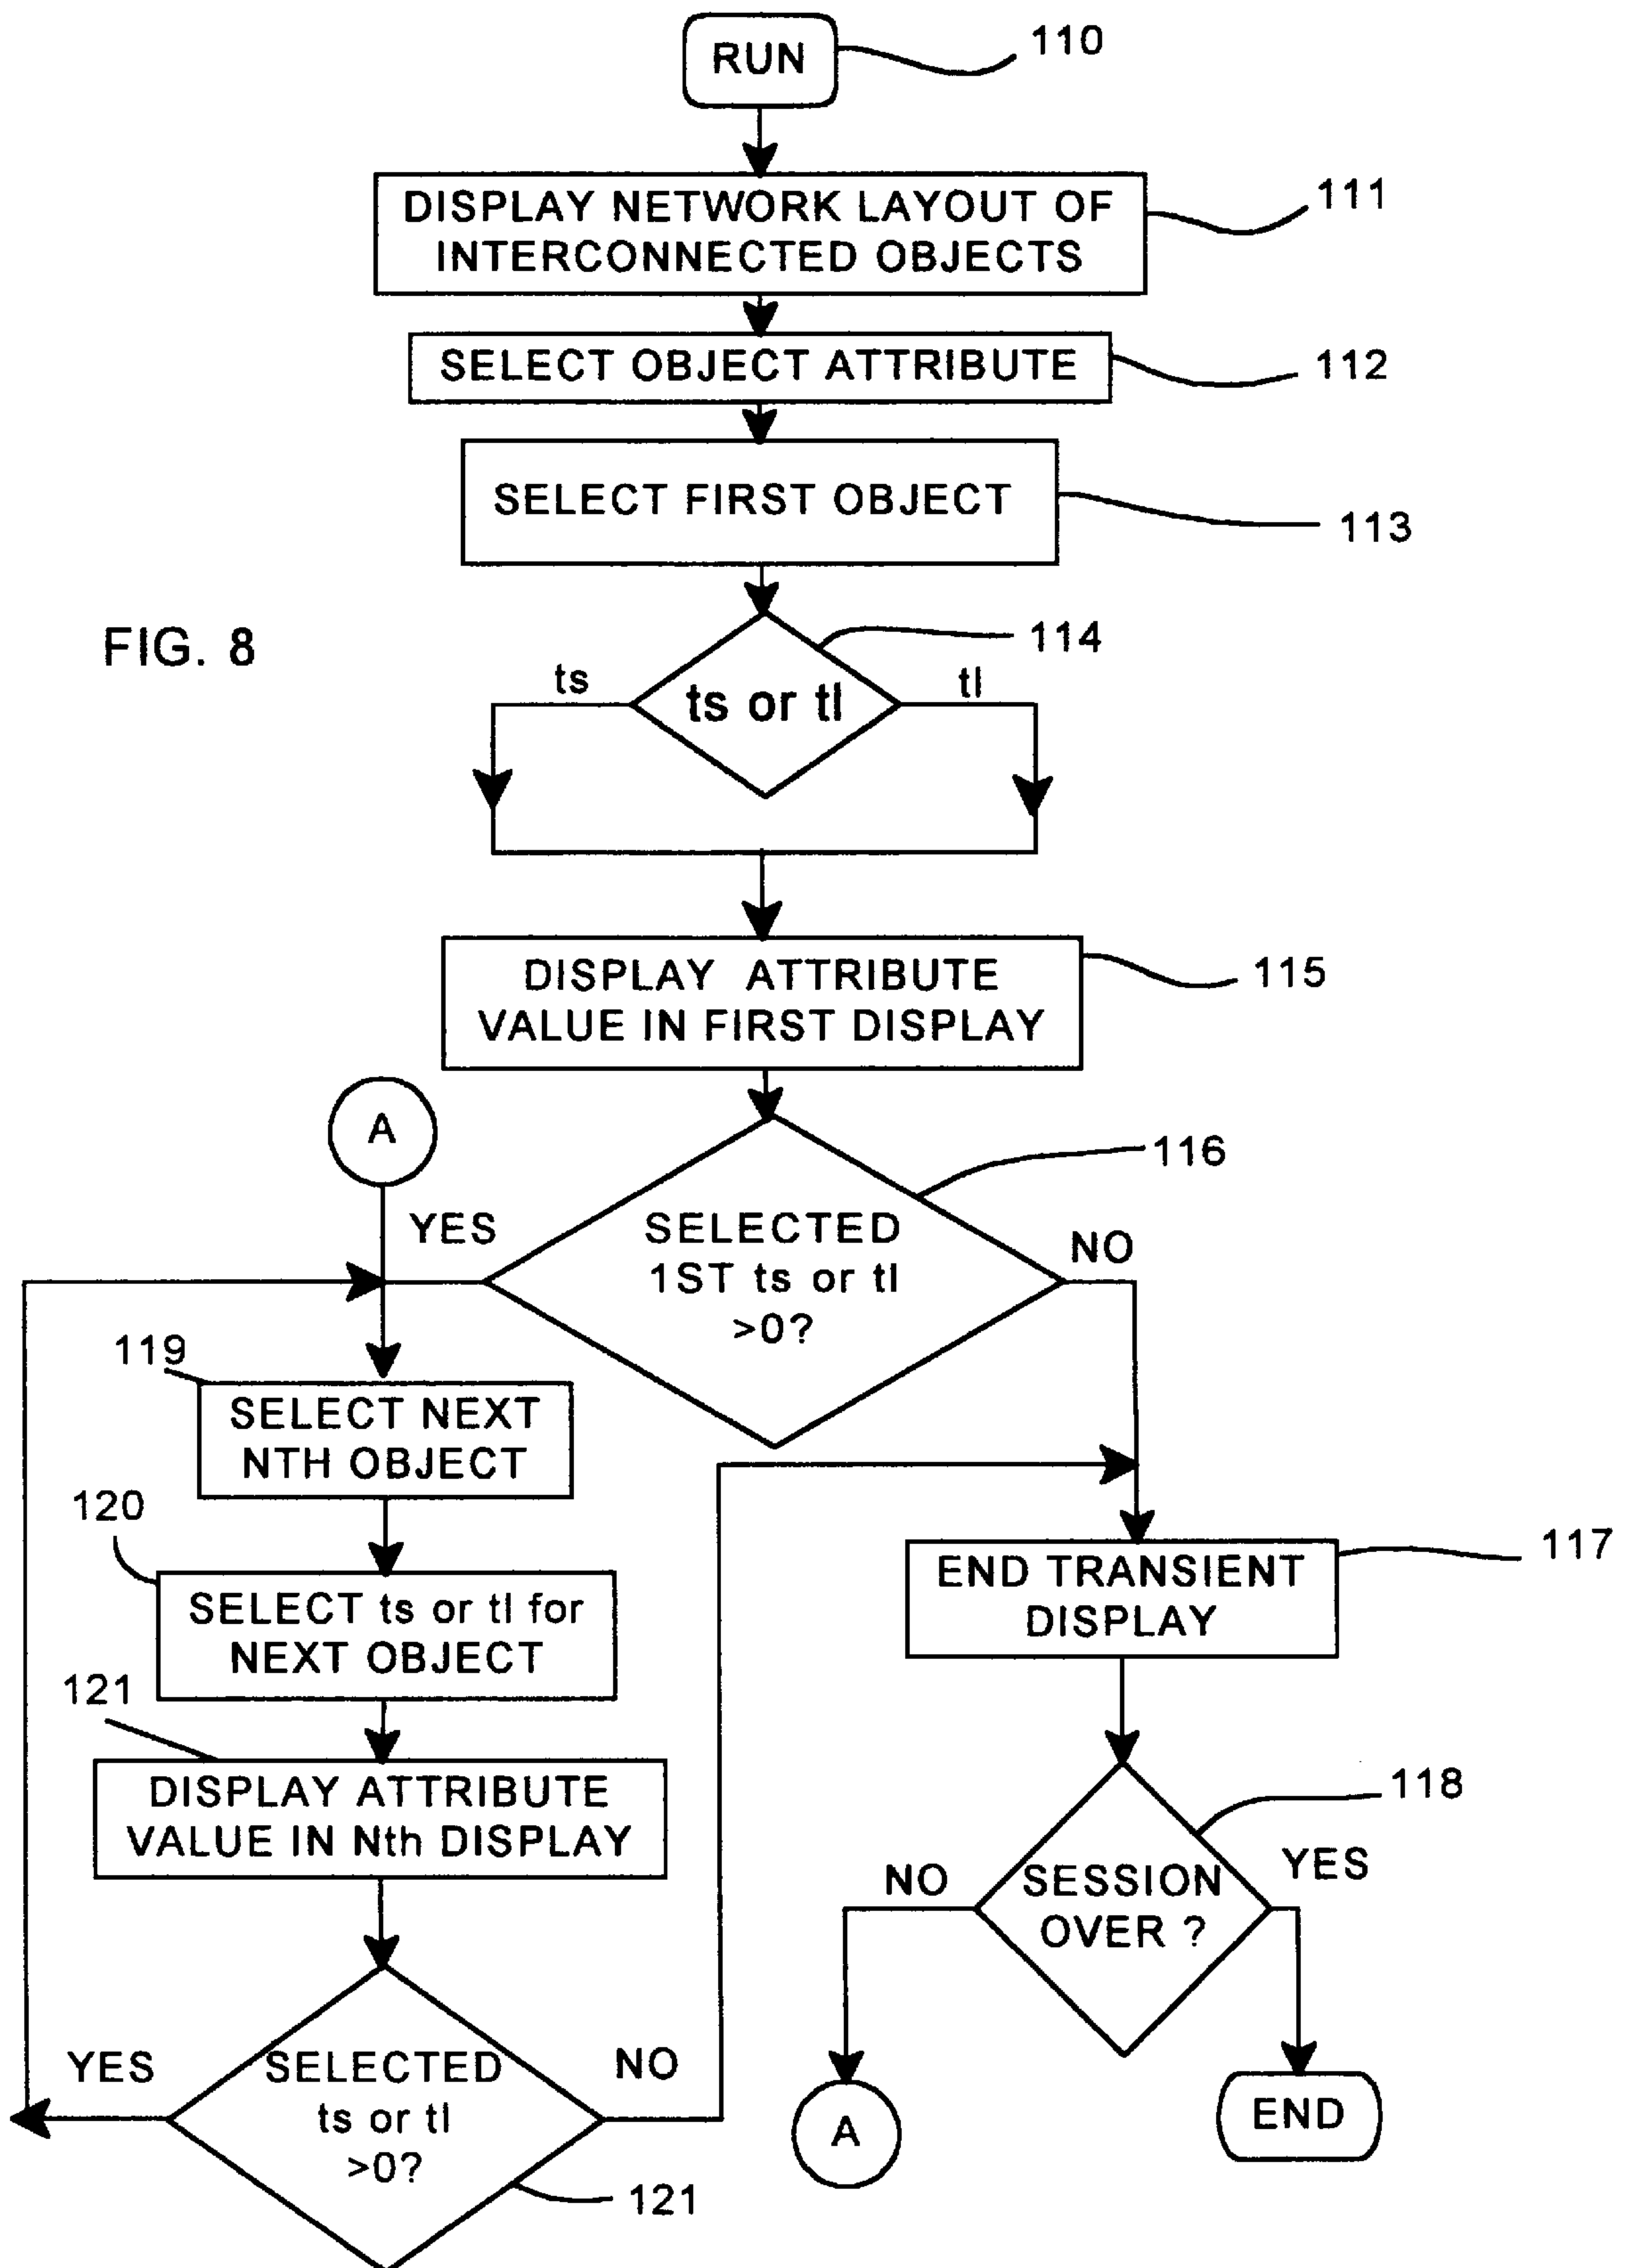 RUN
110
DISPLAY NETWORK LAYOUT OF
INTERCONNECTED OBJECTS
111
SELECT OBJECT ATTRIBUTE
112
SELECT FIRST OBJECT
113
FIG. 8
114
ts
ts or tl
tl
DISPLAY ATTRIBUTE
VALUE IN FIRST DISPLAY
115
A
116
YES
SELECTED
1ST ts or tl
>0?
NO
119
SELECT NEXT
NTH OBJECT
120
SELECT ts or tl for
NEXT OBJECT
END TRANSIENT
DISPLAY
117
121
DISPLAY ATTRIBUTE
VALUE IN Nth DISPLAY
118
NO
SESSION
OVER ?
YES
YES
SELECTED
ts or tl
>0?
NO
A
END
121